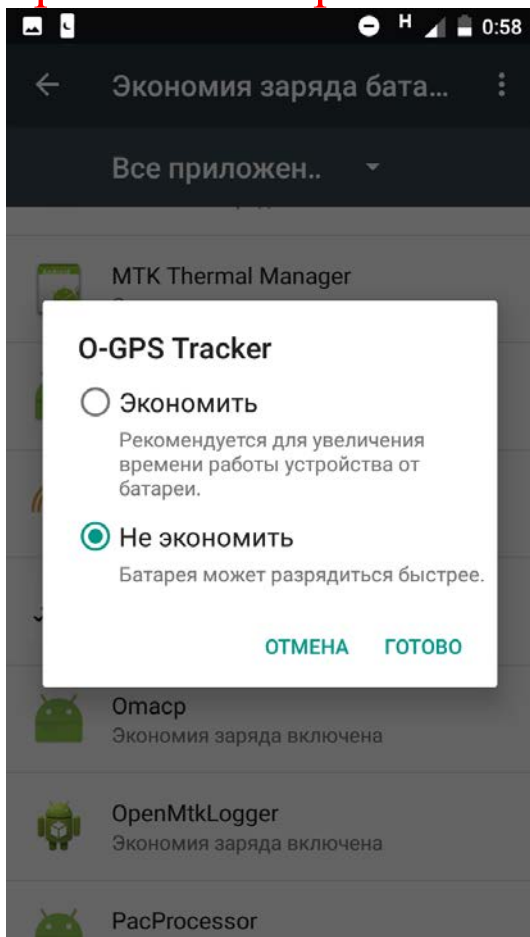 H 0:58
Экономия заряда бата...
Все приложен..
MTK Thermal Manager
O-GPS Tracker
Экономить
Рекомендуется для увеличения
времени работы устройства от
батареи.
Не экономить
Батарея может разрядиться быстрее.
ОТМЕНА ГОТОВО
Omacp
Экономия заряда включена
OpenMtkLogger
Экономия заряда включена
PacProcessor